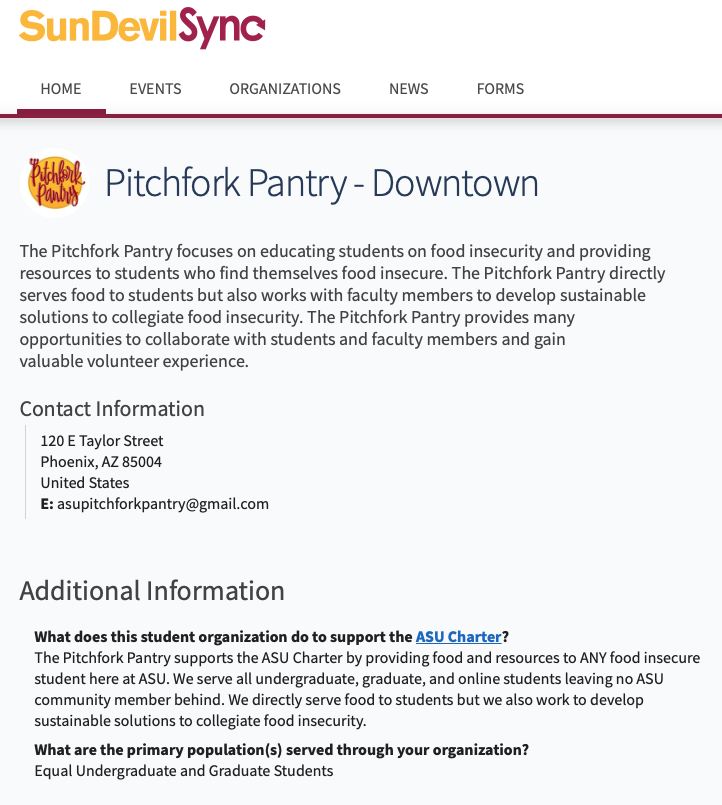 SunDevilSync
HOME EVENTS ORGANIZATIONS NEWS FORMS
Pitchfork Pantry
Pitchfork Pantry - Downtown
The Pitchfork Pantry focuses on educating students on food insecurity and providing
resources to students who find themselves food insecure. The Pitchfork Pantry directly
serves food to students but also works with faculty members to develop sustainable
solutions to collegiate food insecurity. The Pitchfork Pantry provides many
opportunities to collaborate with students and faculty members and gain
valuable volunteer experience.
Contact Information
120 E Taylor Street
Phoenix, AZ 85004
United States
E: asupitchforkpantry@gmail.com
Additional Information
What does this student organization do to support the ASU Charter?
The Pitchfork Pantry supports the ASU Charter by providing food and resources to ANY food insecure
student here at ASU. We serve all undergraduate, graduate, and online students leaving no ASU
community member behind. We directly serve food to students but we also work to develop
sustainable solutions to collegiate food insecurity.
What are the primary population(s) served through your organization?
Equal Undergraduate and Graduate Students